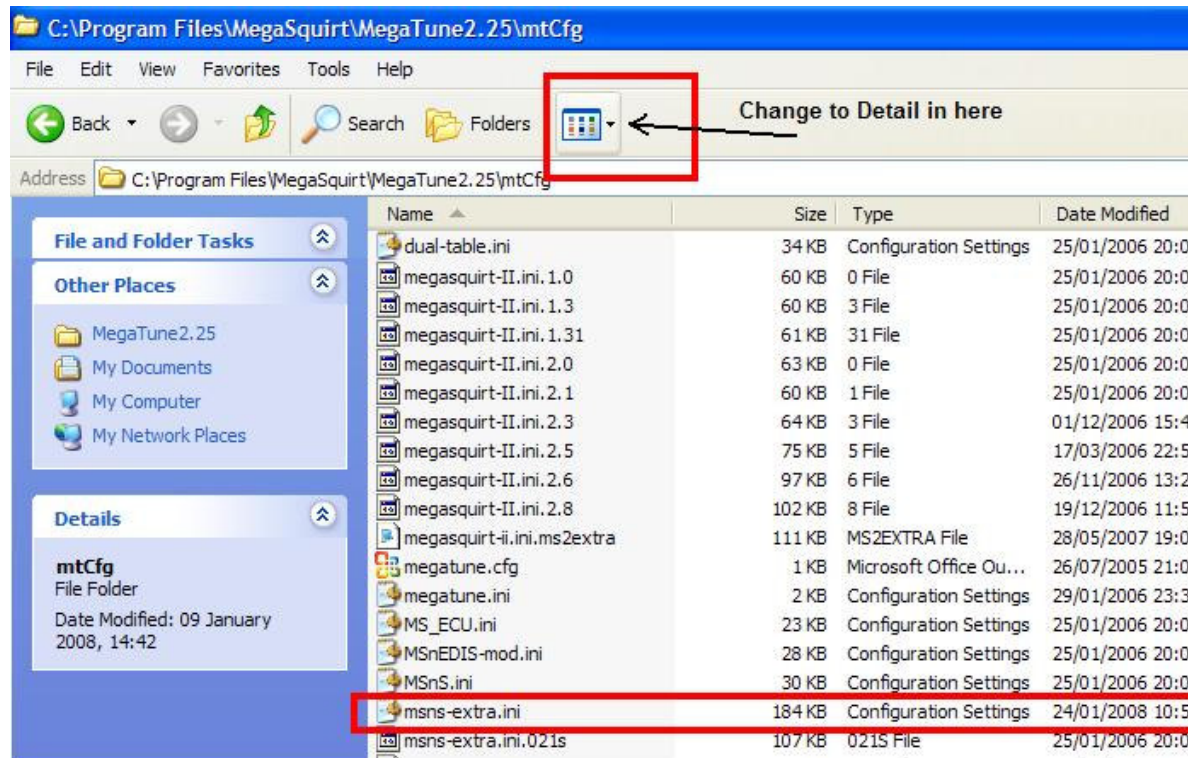 C:\Program Files\MegaSquirt\MegaTune2.25\mtCfg
File Edit View Favorites Tools Help
Back Search Folders
Change to Detail in here
Address C:\Program Files\MegaSquirt\MegaTune2.25\mtCfg
File and Folder Tasks
Other Places
MegaTune2.25
My Documents
My Computer
My Network Places
Details
mtCfg
File Folder
Date Modified: 09 January
2008, 14:42
Name Size Type Date Modified
dual-table.ini 34 KB Configuration Settings 25/01/2006 20:0
megasquirt-II.ini.1.0 60 KB 0 File 25/01/2006 20:0
megasquirt-II.ini.1.3 60 KB 3 File 25/01/2006 20:0
megasquirt-II.ini.1.31 61 KB 31 File 25/01/2006 20:0
megasquirt-II.ini.2.0 63 KB 0 File 25/01/2006 20:0
megasquirt-II.ini.2.1 60 KB 1 File 25/01/2006 20:0
megasquirt-II.ini.2.3 64 KB 3 File 01/12/2006 15:4
megasquirt-II.ini.2.5 75 KB 5 File 17/03/2006 22:5
megasquirt-II.ini.2.6 97 KB 6 File 26/11/2006 13:2
megasquirt-II.ini.2.8 102 KB 8 File 19/12/2006 11:5
megasquirt-ii.ini.ms2extra 111 KB MS2EXTRA File 28/05/2007 19:0
megatune.cfg 1 KB Microsoft Office Ou... 26/07/2005 21:0
megatune.ini 2 KB Configuration Settings 29/01/2006 23:3
MS_ECU.ini 23 KB Configuration Settings 25/01/2006 20:0
MSnEDIS-mod.ini 28 KB Configuration Settings 25/01/2006 20:0
MSnS.ini 30 KB Configuration Settings 25/01/2006 20:0
msns-extra.ini 184 KB Configuration Settings 24/01/2008 10:5
msns-extra.ini.021s 107 KB 021S File 25/01/2006 20:0